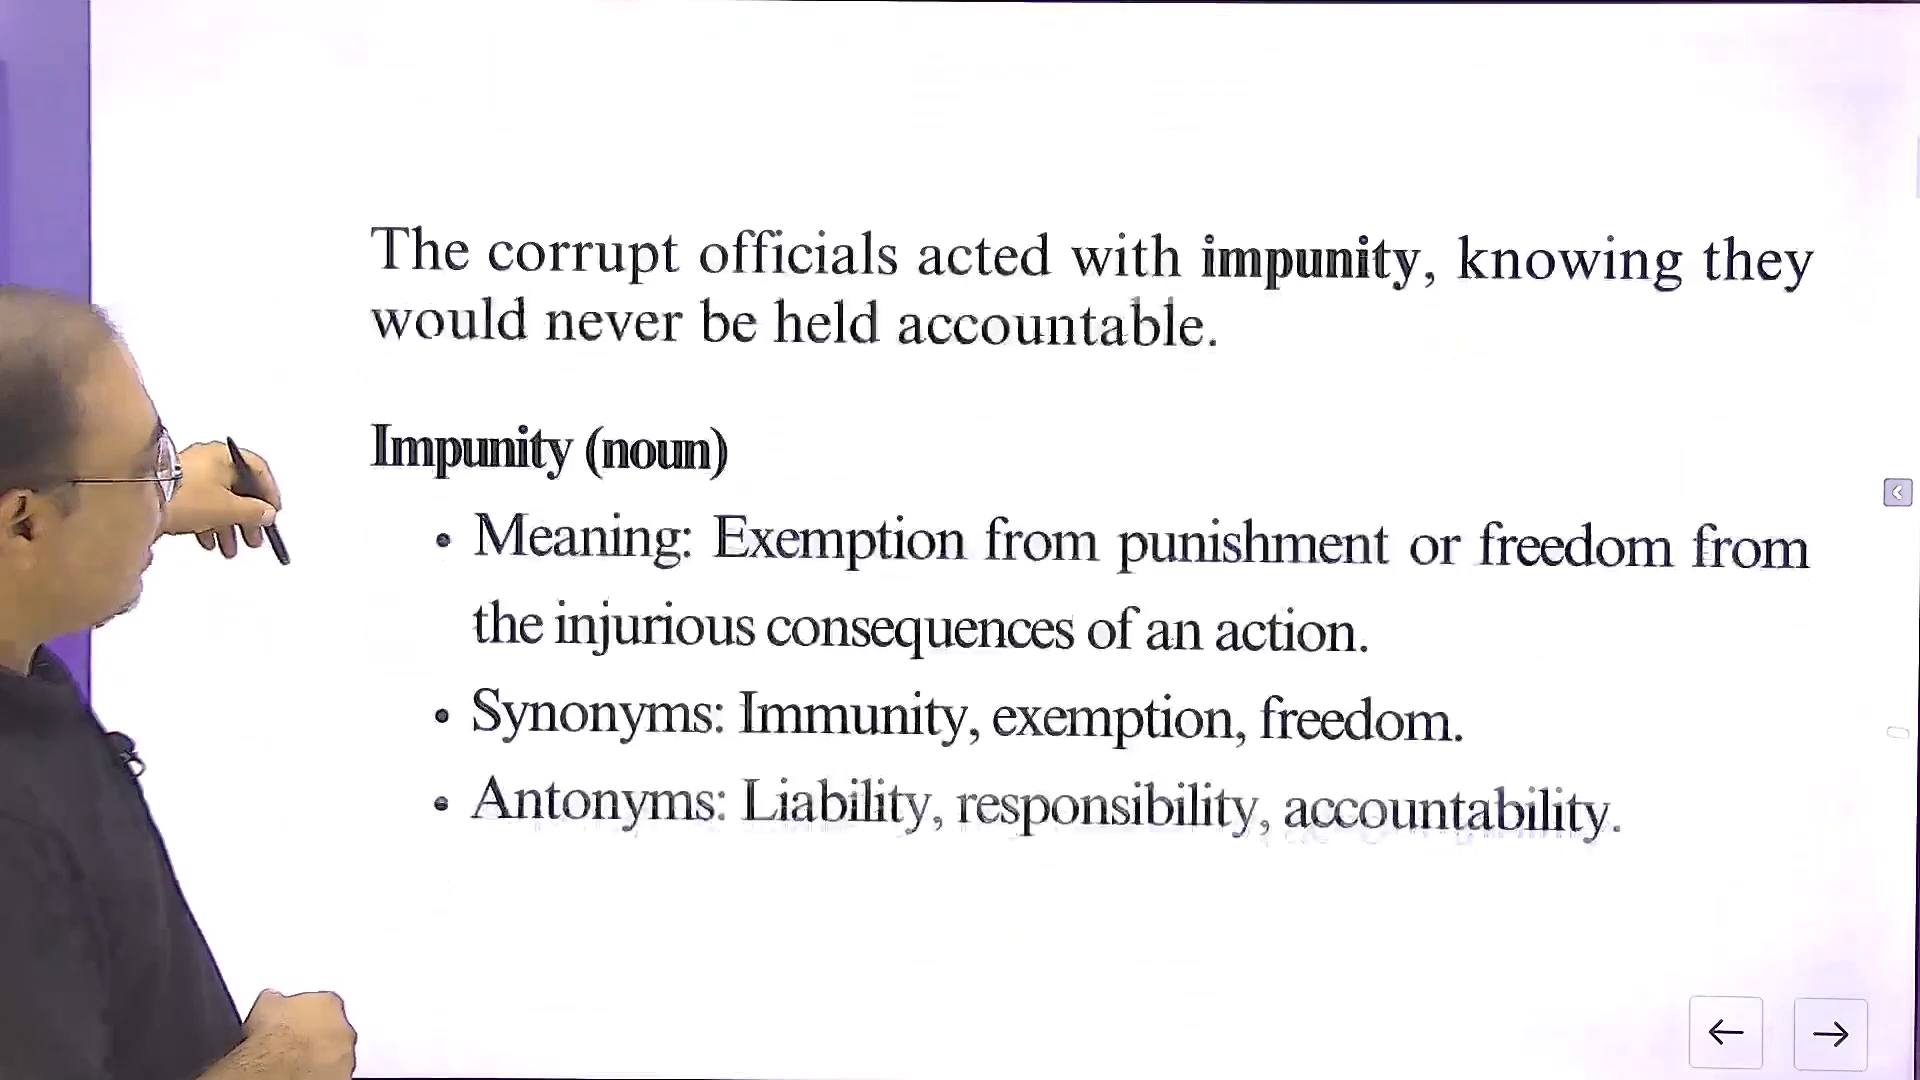 The corrupt officials acted with impunity, knowing they
would never be held accountable.
Impunity (noun)
• Meaning: Exemption from punishment or freedom from
the injurious consequences of an action.
• Synonyms: Immunity, exemption, freedom.
• Antonyms: Liability, responsibility, accountability.